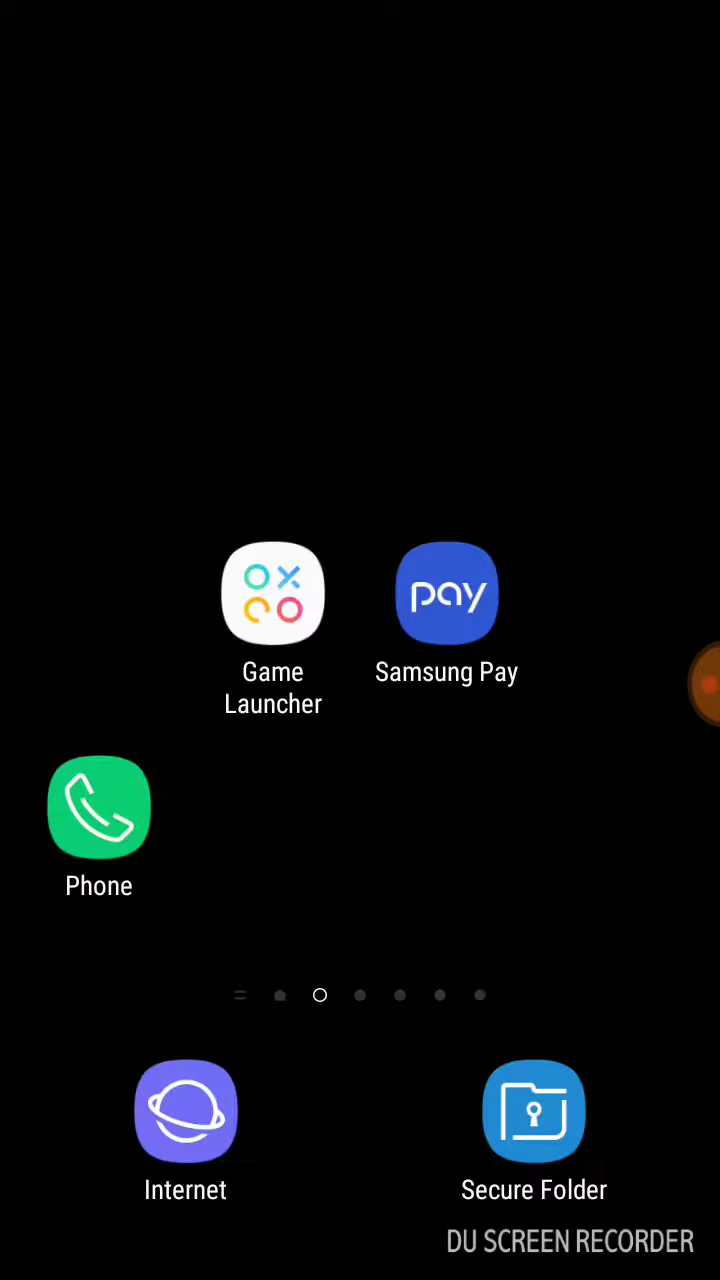 pay
Game
Launcher
Samsung Pay
Phone
Internet
Secure Folder
DU SCREEN RECORDER